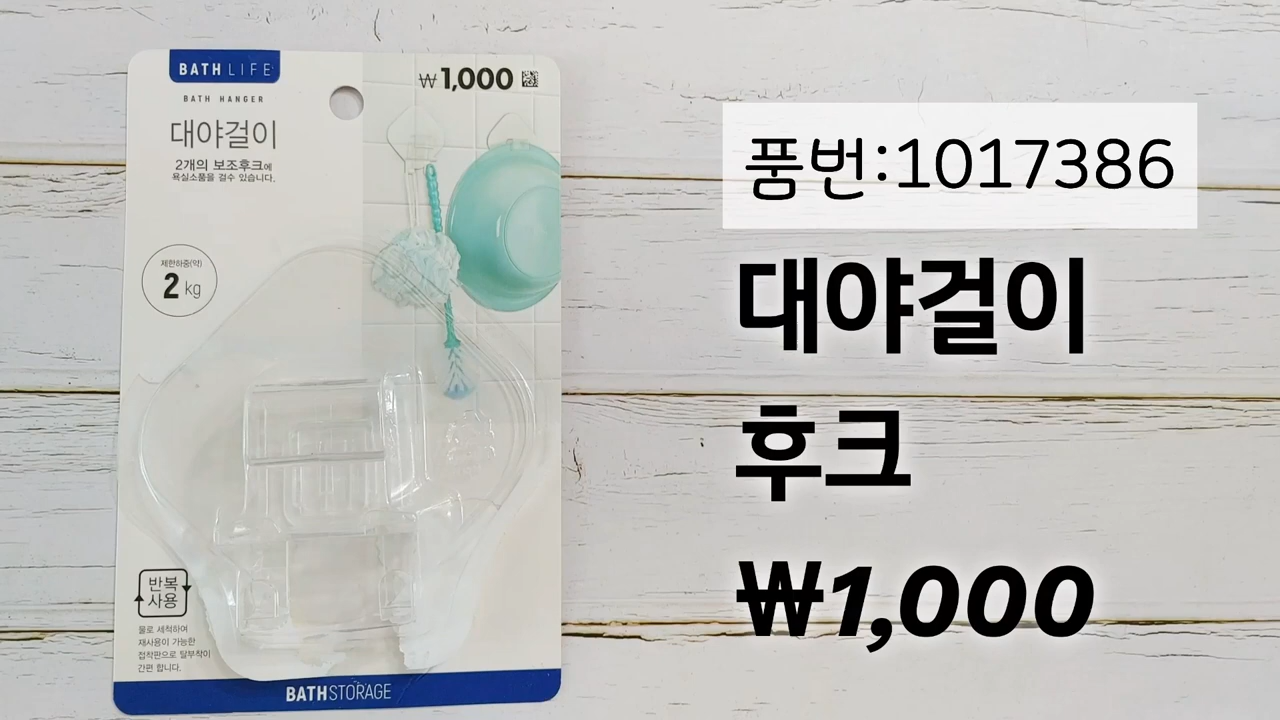 BATH LIFE
BATH HANGER
대야걸이
2개의 보조후크에
욕실소품을 걸수 있습니다.
₩1,000
제한하중(약)
2 kg
반복
사용
물로 세척하여
재사용이 가능한
접착판으로 탈부착이
간편 합니다.
BATHSTORAGE
품번:1017386
대야걸이
후크
₩1,000